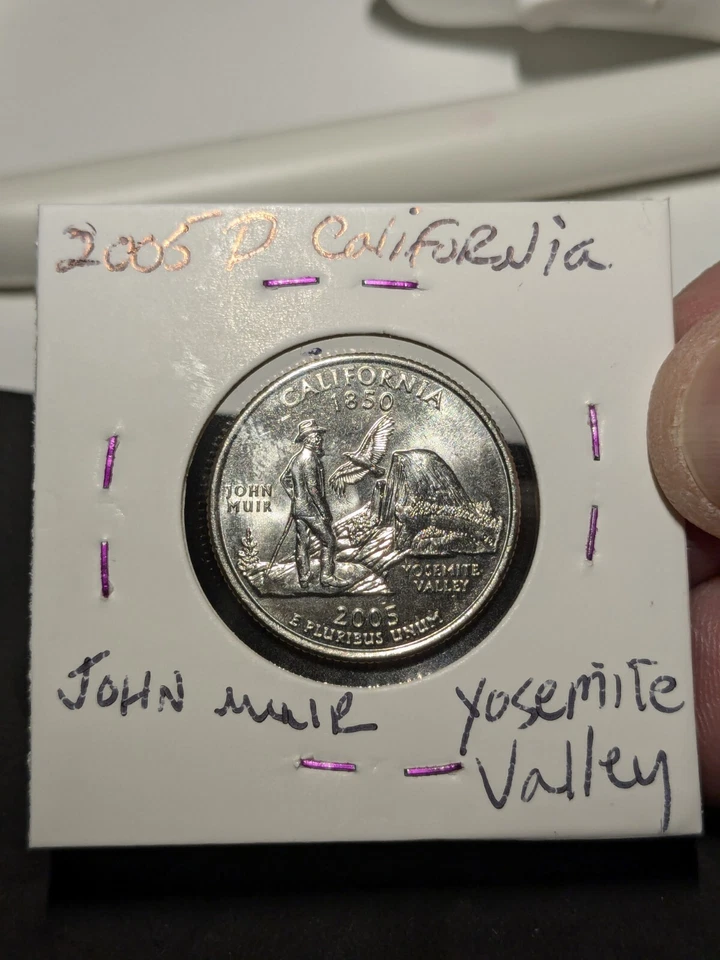 2005 D CaliFORNia
CALIFORNIA
1850
JOHN
MUIR
YOSEMITE
VALLEY
2005
E PLURIBUS UNUM
JOHN MUIR
Yosemite
Valley